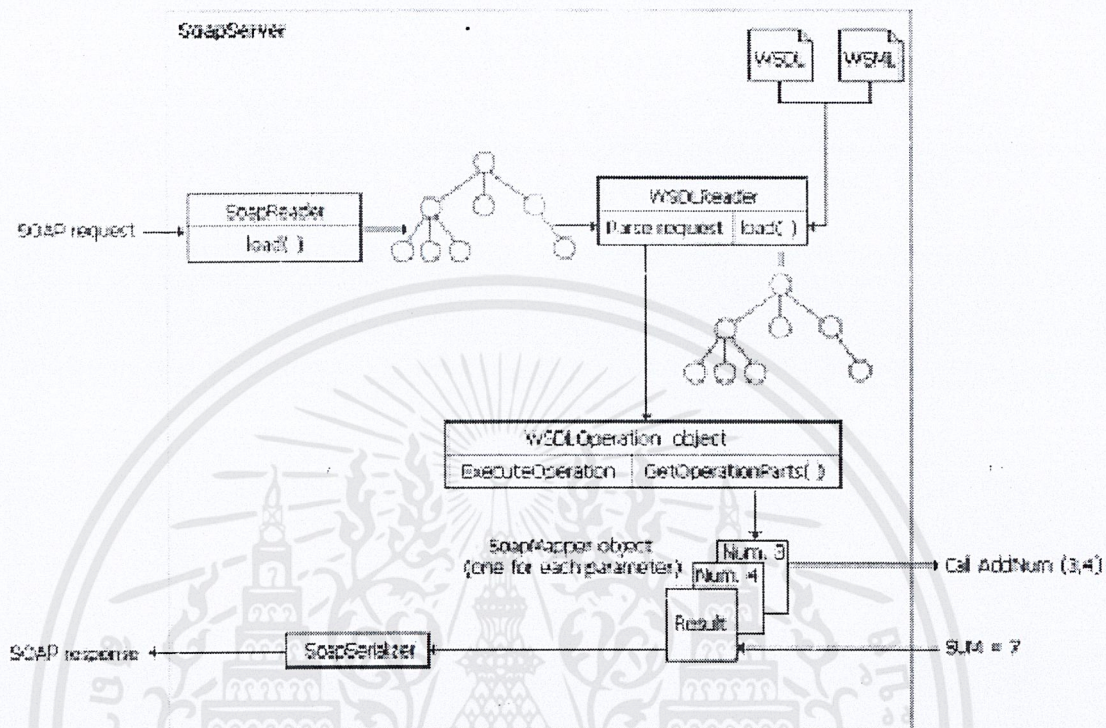 SoapServer
WSDL
WSML
SOAP request
SoapReader
load( )
WSDLReader
Parse request
load( )
WSDLOperation object
ExecuteOperation
GetOperationParts( )
SoapMapper object
(one for each parameter)
Num. 3
Num. 4
Result
Call AddNum (3,4)
SUM = 7
SOAP response
SoapSerializer